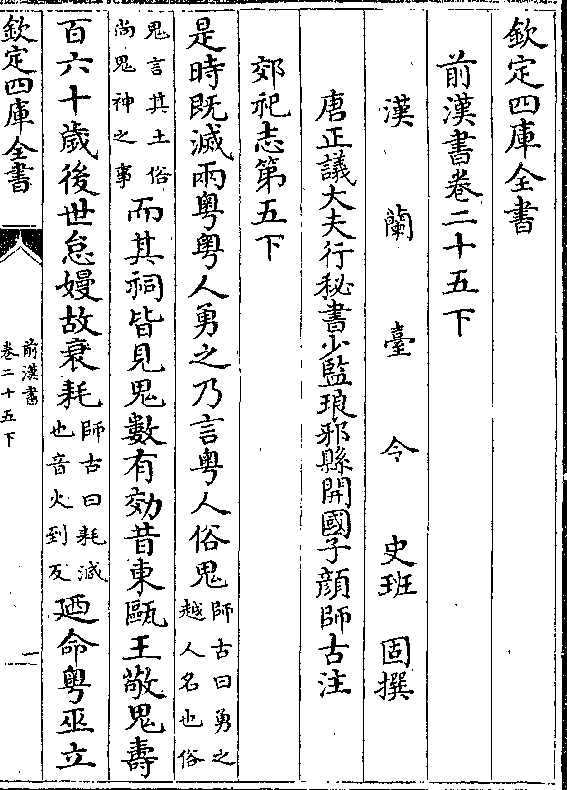 欽定四庫全書
前漢書卷二十五下
漢蘭臺令史班固撰
唐正議大夫行秘書少監琅邪縣開國子顔師古注
郊祀志第五下
是時既滅兩粤粤人勇之乃言粤人俗鬼師古曰勇之越人名也俗
鬼言其土俗尚鬼神之事而其祠皆見鬼數有効昔東甌王敬鬼壽
百六十歲後世怠嫚故衰耗師古曰耗減也音火到反廼命粤巫立
欽定四庫全書
前漢書
卷二十五下
一